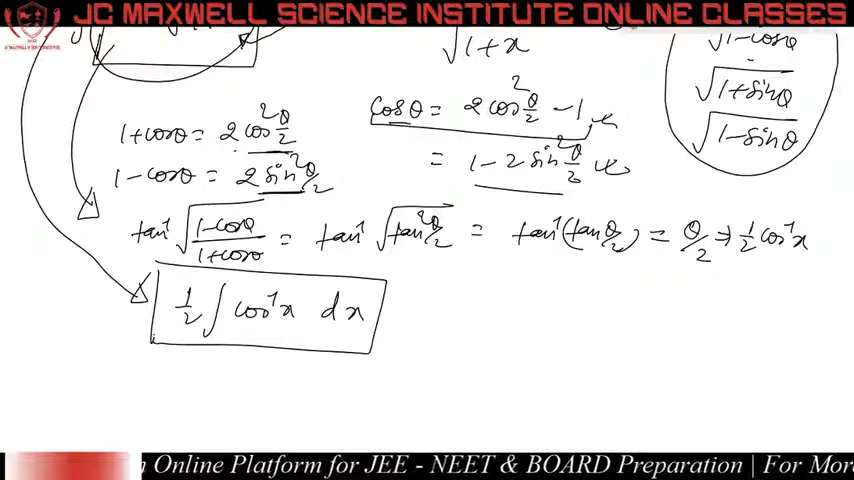 JC MAXWELL SCIENCE INSTITUTE ONLINE CLASSES
√1+x
√1-cosθ
√1+sinθ
√1-sinθ
cosθ = 2cos²θ/2 - 1
= 1 - 2sin²θ/2
1+cosθ = 2cos²θ/2
1-cosθ = 2sin²θ/2
tan⁻¹ √(1-cosθ/1+cosθ) = tan⁻¹ √tan²θ/2 = tan⁻¹(tanθ/2) = θ/2 ⇒ 1/2 cos⁻¹x
1/2 ∫ cos⁻¹x dx
n Online Platform for JEE - NEET & BOARD Preparation | For More